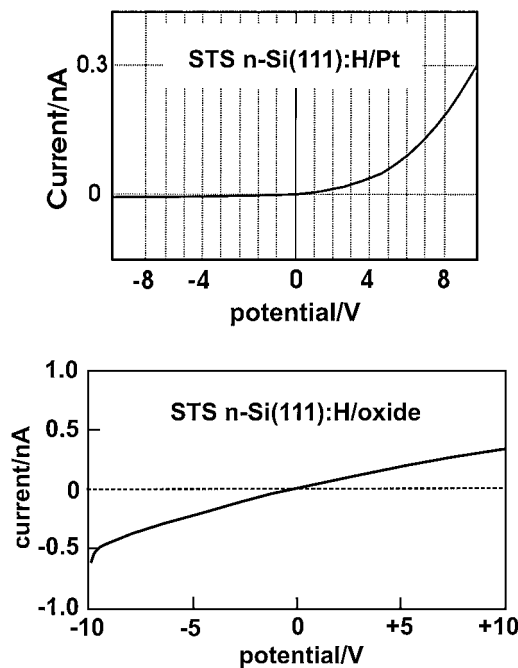 STS n-Si(111):H/Pt
0.3
0
Current/nA
-8 -4 0 4 8
potential/V
1.0
STS n-Si(111):H/oxide
0.5
0
-0.5
-1.0
current/nA
-10 -5 0 +5 +10
potential/V